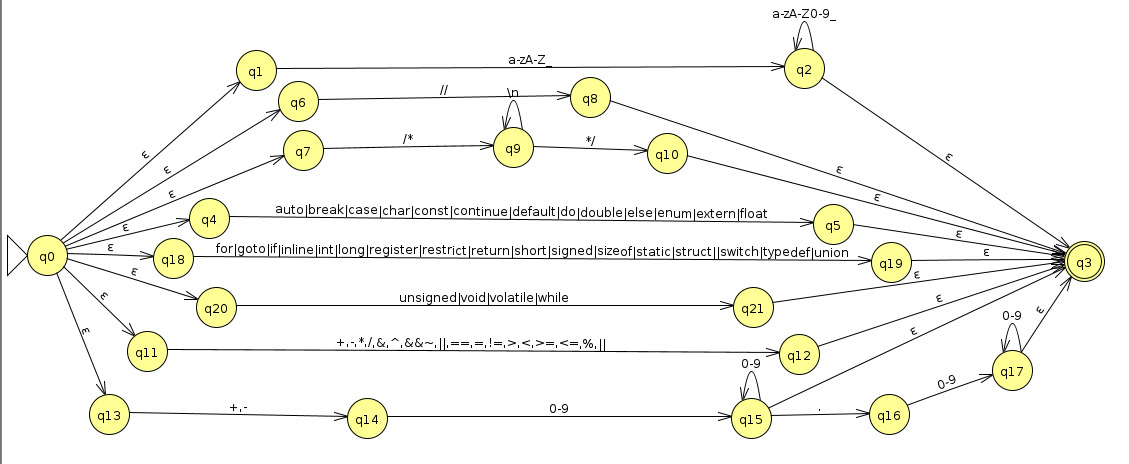 a-zA-Z0-9_
q1
a-zA-Z_
q2
ε
q6
//
q8
\n
q7
/*
q9
*/
q10
ε
ε
ε
ε
ε
q4
auto|break|case|char|const|continue|default|do|double|else|enum|extern|float
q5
ε
ε
q0
ε
q18
for|goto|if|inline|int|long|register|restrict|return|short|signed|sizeof|static|struct||switch|typedef|union
q19
ε
q3
ε
q20
unsigned|void|volatile|while
q21
ε
ε
q11
+,-,*,/,&,^,&&~,||,==,=,!=,>,<,>=,<=,%,||
q12
ε
ε
ε
0-9
q17
ε
q13
+,-
q14
0-9
0-9
q15
.
q16
0-9